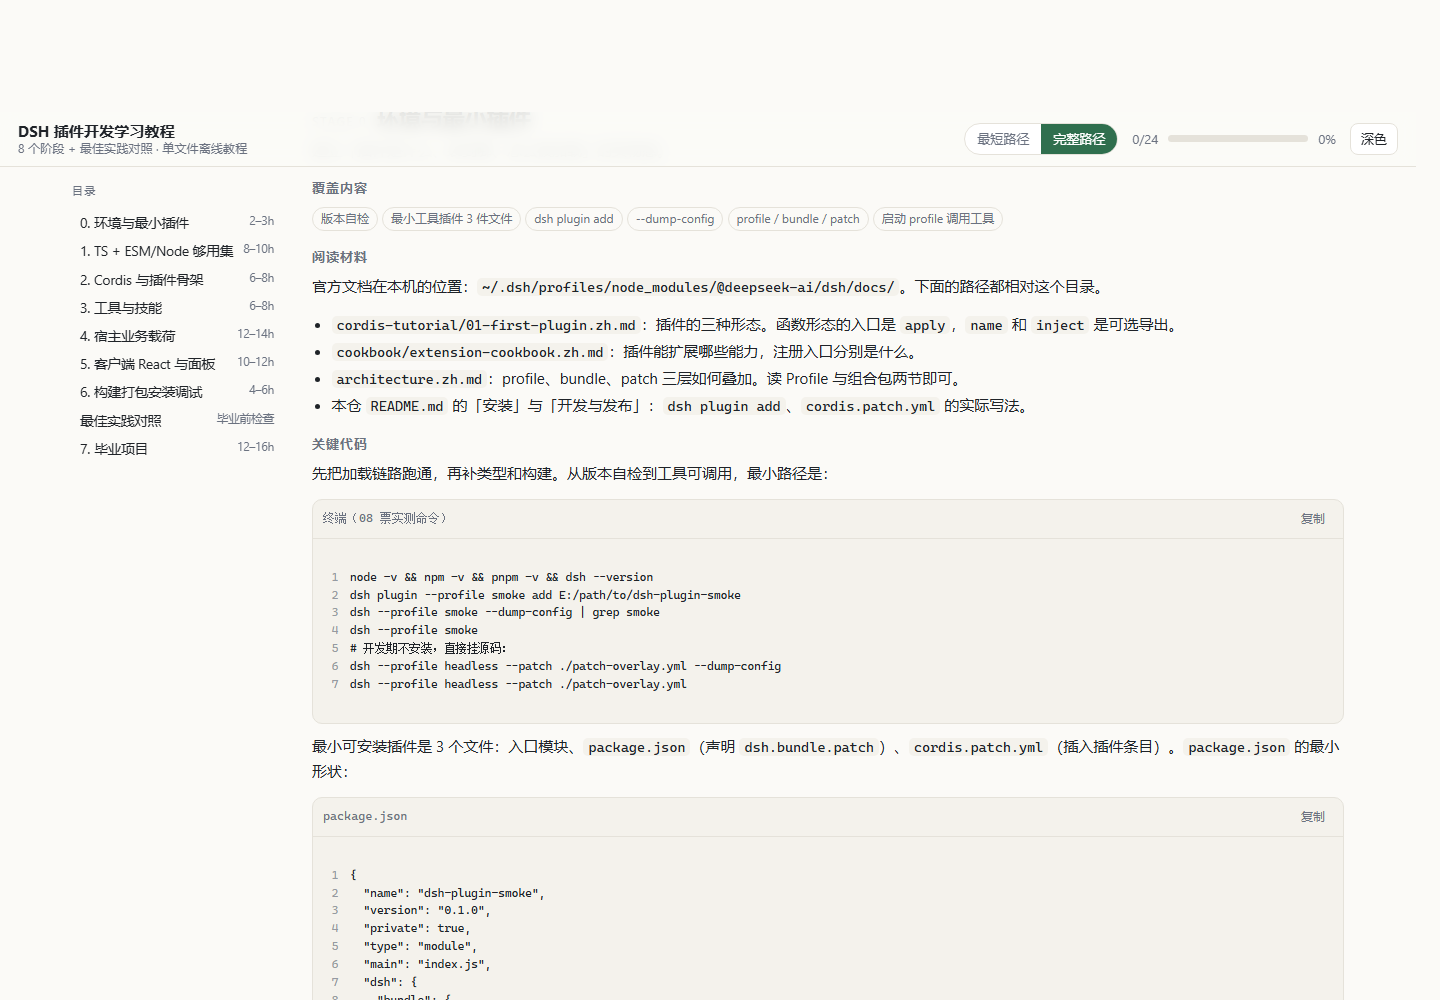 DSH 插件开发学习教程
8 个阶段 + 最佳实践对照 · 单文件离线教程
最短路径 完整路径 0/24 0% 深色
目录
0. 环境与最小插件 2–3h
1. TS + ESM/Node 够用集 8–10h
2. Cordis 与插件骨架 6–8h
3. 工具与技能 6–8h
4. 宿主业务载荷 12–14h
5. 客户端 React 与面板 10–12h
6. 构建打包安装调试 4–6h
最佳实践对照 毕业前检查
7. 毕业项目 12–16h
覆盖内容
版本自检 最小工具插件 3 件文件 dsh plugin add --dump-config profile / bundle / patch 启动 profile 调用工具
阅读材料
官方文档在本机的位置：~/.dsh/profiles/node_modules/@deepseek-ai/dsh/docs/ 。下面的路径都相对这个目录。
• cordis-tutorial/01-first-plugin.zh.md：插件的三种形态。函数形态的入口是 apply，name 和 inject 是可选导出。
• cookbook/extension-cookbook.zh.md：插件能扩展哪些能力，注册入口分别是什么。
• architecture.zh.md：profile、bundle、patch 三层如何叠加。读 Profile 与组合包两节即可。
• 本仓 README.md 的「安装」与「开发与发布」：dsh plugin add、cordis.patch.yml 的实际写法。
关键代码
先把加载链路跑通，再补类型和构建。从版本自检到工具可调用，最小路径是：
终端（08 票实测命令） 复制
1 node -v && npm -v && pnpm -v && dsh --version
2 dsh plugin --profile smoke add E:/path/to/dsh-plugin-smoke
3 dsh --profile smoke --dump-config | grep smoke
4 dsh --profile smoke
5 # 开发期不安装，直接挂源码：
6 dsh --profile headless --patch ./patch-overlay.yml --dump-config
7 dsh --profile headless --patch ./patch-overlay.yml
最小可安装插件是 3 个文件：入口模块、package.json（声明 dsh.bundle.patch）、cordis.patch.yml（插入插件条目）。package.json 的最小
形状：
package.json 复制
1 {
2 "name": "dsh-plugin-smoke",
3 "version": "0.1.0",
4 "private": true,
5 "type": "module",
6 "main": "index.js",
7 "dsh": {
8 "bundle": {